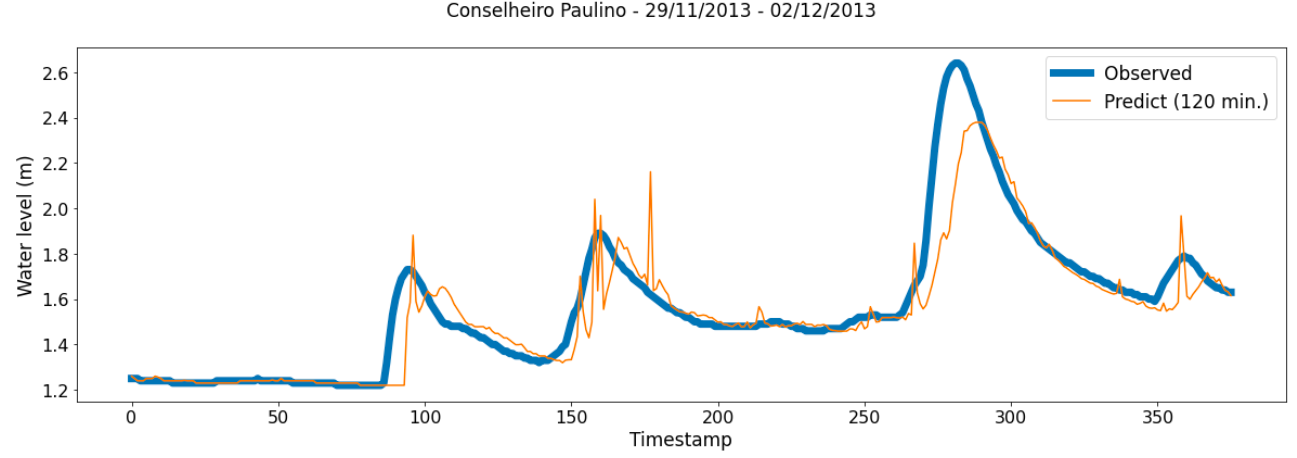 Conselheiro Paulino - 29/11/2013 - 02/12/2013
Observed
Predict (120 min.)
Water level (m)
2.6
2.4
2.2
2.0
1.8
1.6
1.4
1.2
0 50 100 150 200 250 300 350
Timestamp